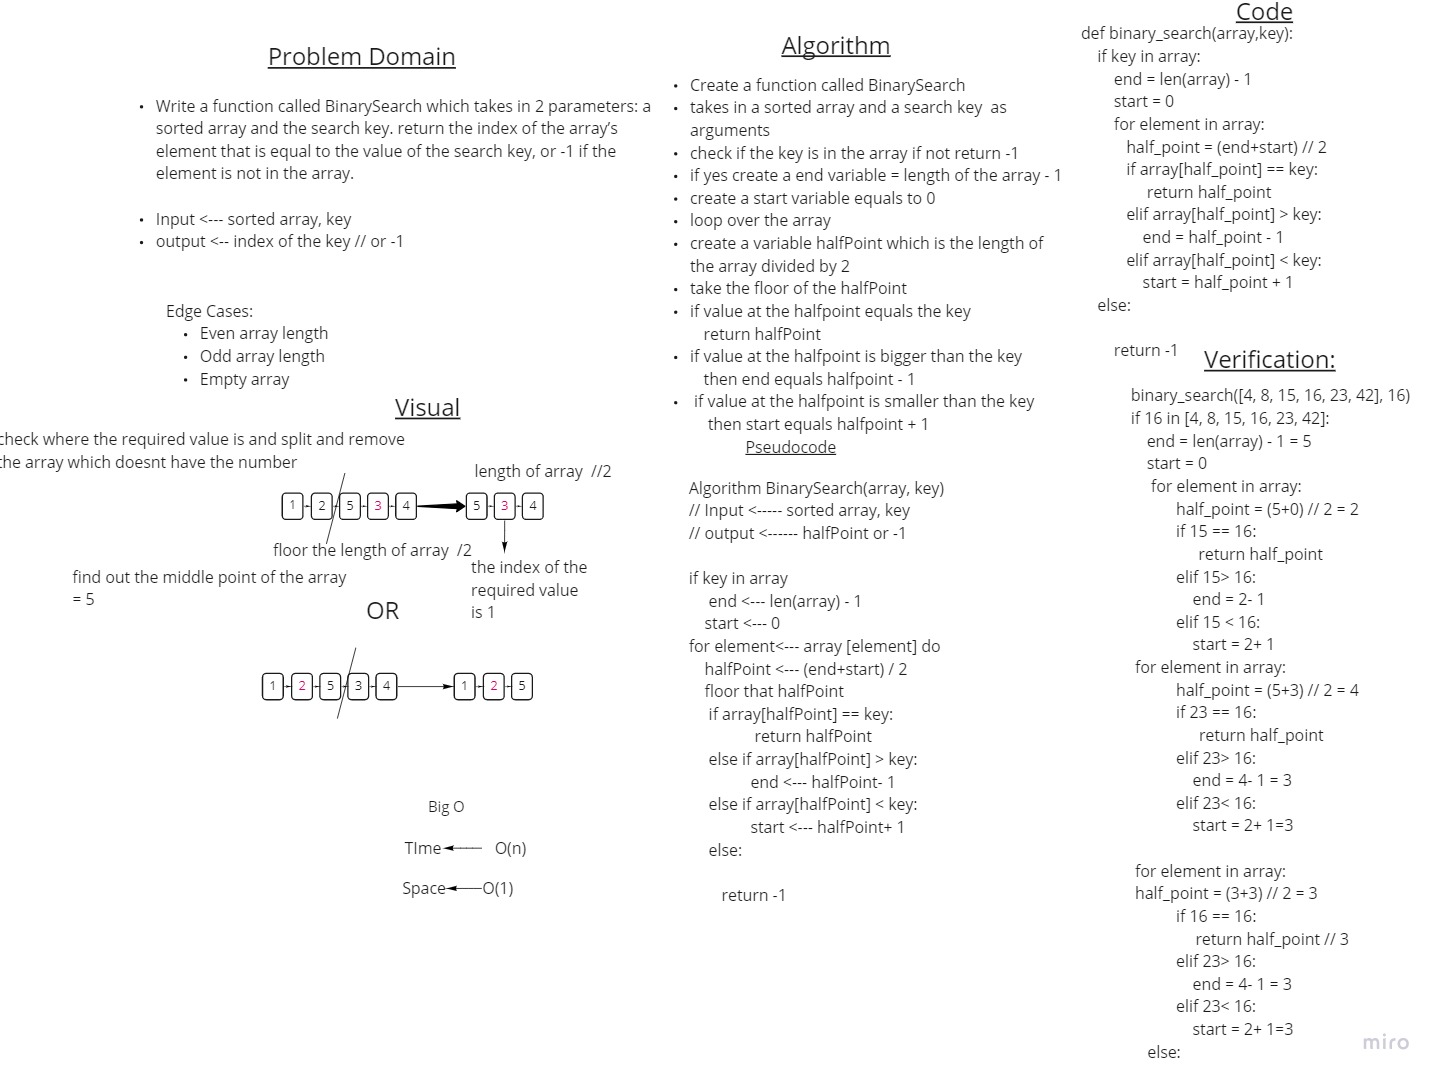 Problem Domain
• Write a function called BinarySearch which takes in 2 parameters: a
sorted array and the search key. return the index of the array's
element that is equal to the value of the search key, or -1 if the
element is not in the array.
• Input <--- sorted array, key
• output <-- index of the key // or -1
Edge Cases:
• Even array length
• Odd array length
• Empty array
Visual
check where the required value is and split and remove
the array which doesnt have the number
length of array //2
1 2 5 3 4 5 3 4
floor the length of array /2
find out the middle point of the array
= 5
the index of the
required value
is 1
OR
1 2 5 3 4 1 2 5
Big O
TIme O(n)
Space O(1)
Algorithm
• Create a function called BinarySearch
• takes in a sorted array and a search key as
arguments
• check if the key is in the array if not return -1
• if yes create a end variable = length of the array - 1
• create a start variable equals to 0
• loop over the array
• create a variable halfPoint which is the length of
the array divided by 2
• take the floor of the halfPoint
• if value at the halfpoint equals the key
return halfPoint
• if value at the halfpoint is bigger than the key
then end equals halfpoint - 1
• if value at the halfpoint is smaller than the key
then start equals halfpoint + 1
Pseudocode
Algorithm BinarySearch(array, key)
// Input <----- sorted array, key
// output <------ halfPoint or -1
if key in array
end <--- len(array) - 1
start <--- 0
for element<--- array [element] do
halfPoint <--- (end+start) / 2
floor that halfPoint
if array[halfPoint] == key:
return halfPoint
else if array[halfPoint] > key:
end <--- halfPoint- 1
else if array[halfPoint] < key:
start <--- halfPoint+ 1
else:
return -1
Code
def binary_search(array,key):
if key in array:
end = len(array) - 1
start = 0
for element in array:
half_point = (end+start) // 2
if array[half_point] == key:
return half_point
elif array[half_point] > key:
end = half_point - 1
elif array[half_point] < key:
start = half_point + 1
else:
return -1
Verification:
binary_search([4, 8, 15, 16, 23, 42], 16)
if 16 in [4, 8, 15, 16, 23, 42]:
end = len(array) - 1 = 5
start = 0
for element in array:
half_point = (5+0) // 2 = 2
if 15 == 16:
return half_point
elif 15> 16:
end = 2- 1
elif 15 < 16:
start = 2+ 1
for element in array:
half_point = (5+3) // 2 = 4
if 23 == 16:
return half_point
elif 23> 16:
end = 4- 1 = 3
elif 23< 16:
start = 2+ 1=3
for element in array:
half_point = (3+3) // 2 = 3
if 16 == 16:
return half_point // 3
elif 23> 16:
end = 4- 1 = 3
elif 23< 16:
start = 2+ 1=3
else:
miro